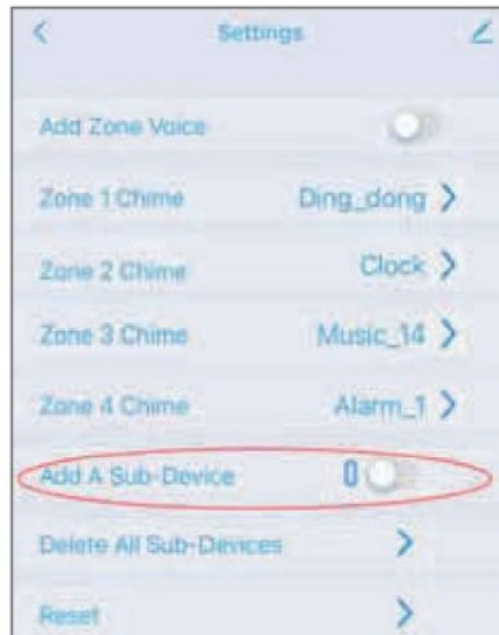 Settings
Add Zone Voice
Zone 1 Chime Ding_dong
Zone 2 Chime Clock
Zone 3 Chime Music_14
Zone 4 Chime Alarm_1
Add A Sub-Device 0
Delete All Sub-Devices
Reset